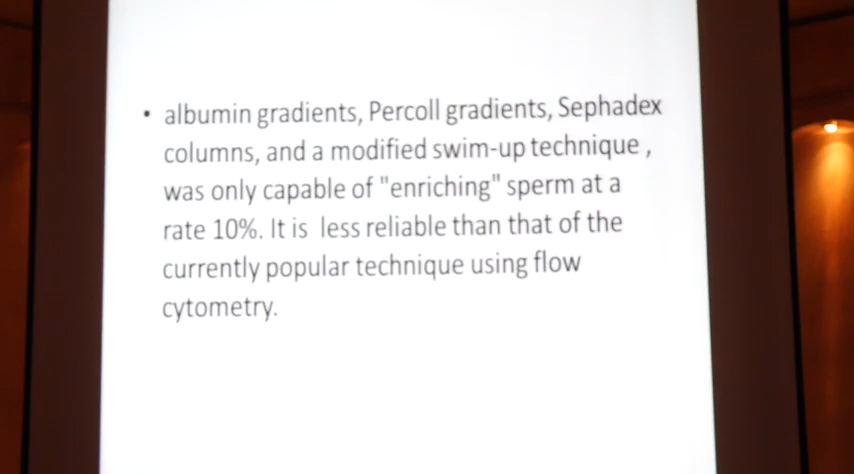 • albumin gradients, Percoll gradients, Sephadex
columns, and a modified swim-up technique ,
was only capable of "enriching" sperm at a
rate 10%. It is  less reliable than that of the
currently popular technique using flow
cytometry.